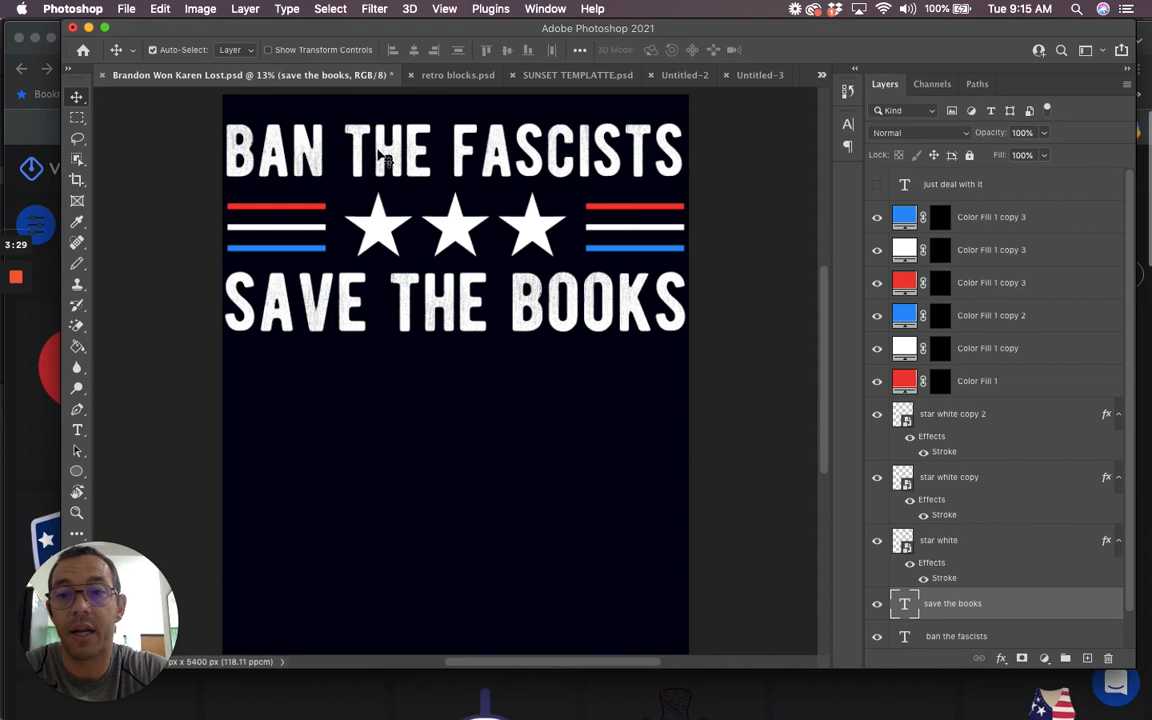 Photoshop File Edit Image Layer Type Select Filter 3D View Plugins Window Help 100% Tue 9:15 AM
Adobe Photoshop 2021
Auto-Select: Layer Show Transform Controls 3D Mode:
Brandon Won Karen Lost.psd @ 13% (save the books, RGB/8) * retro blocks.psd SUNSET TEMPLATTE.psd Untitled-2 Untitled-3
BAN THE FASCISTS
SAVE THE BOOKS
3:29
px x 5400 px (118.11 ppcm)
Layers Channels Paths
Kind
Normal Opacity: 100%
Lock: Fill: 100%
just deal with it
Color Fill 1 copy 3
Color Fill 1 copy 3
Color Fill 1 copy 3
Color Fill 1 copy 2
Color Fill 1 copy
Color Fill 1
star white copy 2 fx
Effects
Stroke
star white copy fx
Effects
Stroke
star white fx
Effects
Stroke
save the books
ban the fascists
fx